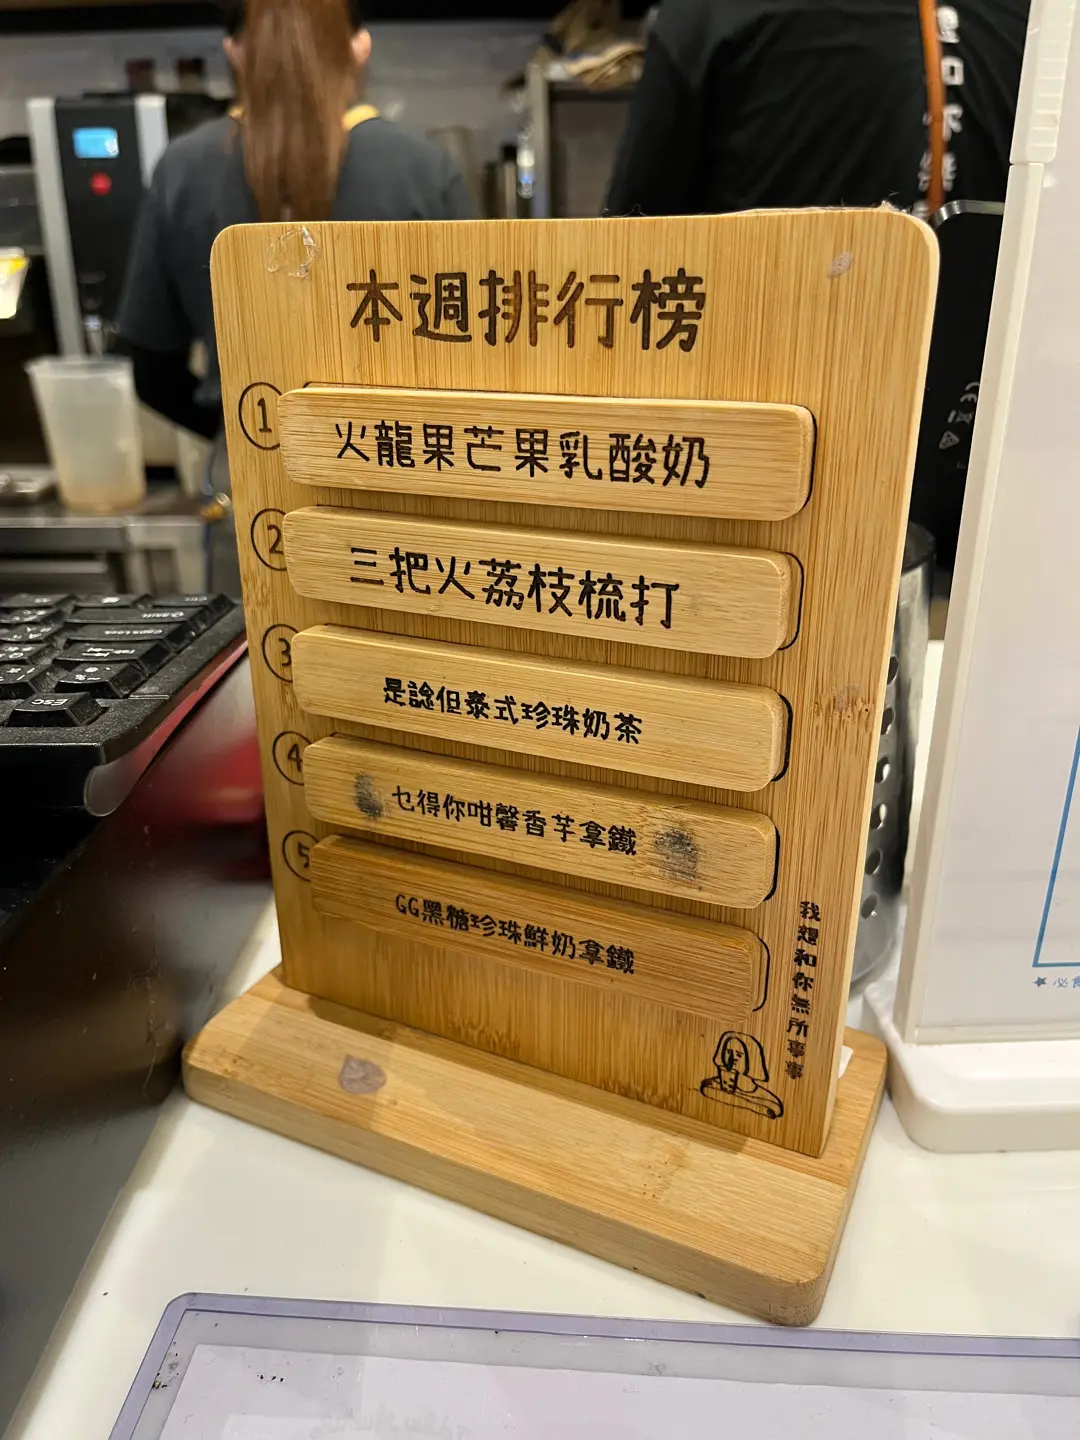 本週排行榜
1 火龍果芒果乳酸奶
2 三把火荔枝梳打
3 是諗但泰式珍珠奶茶
4 乜得你咁馨香芋拿鐵
5 GG黑糖珍珠鮮奶拿鐵
我想和你無所事事
ESC